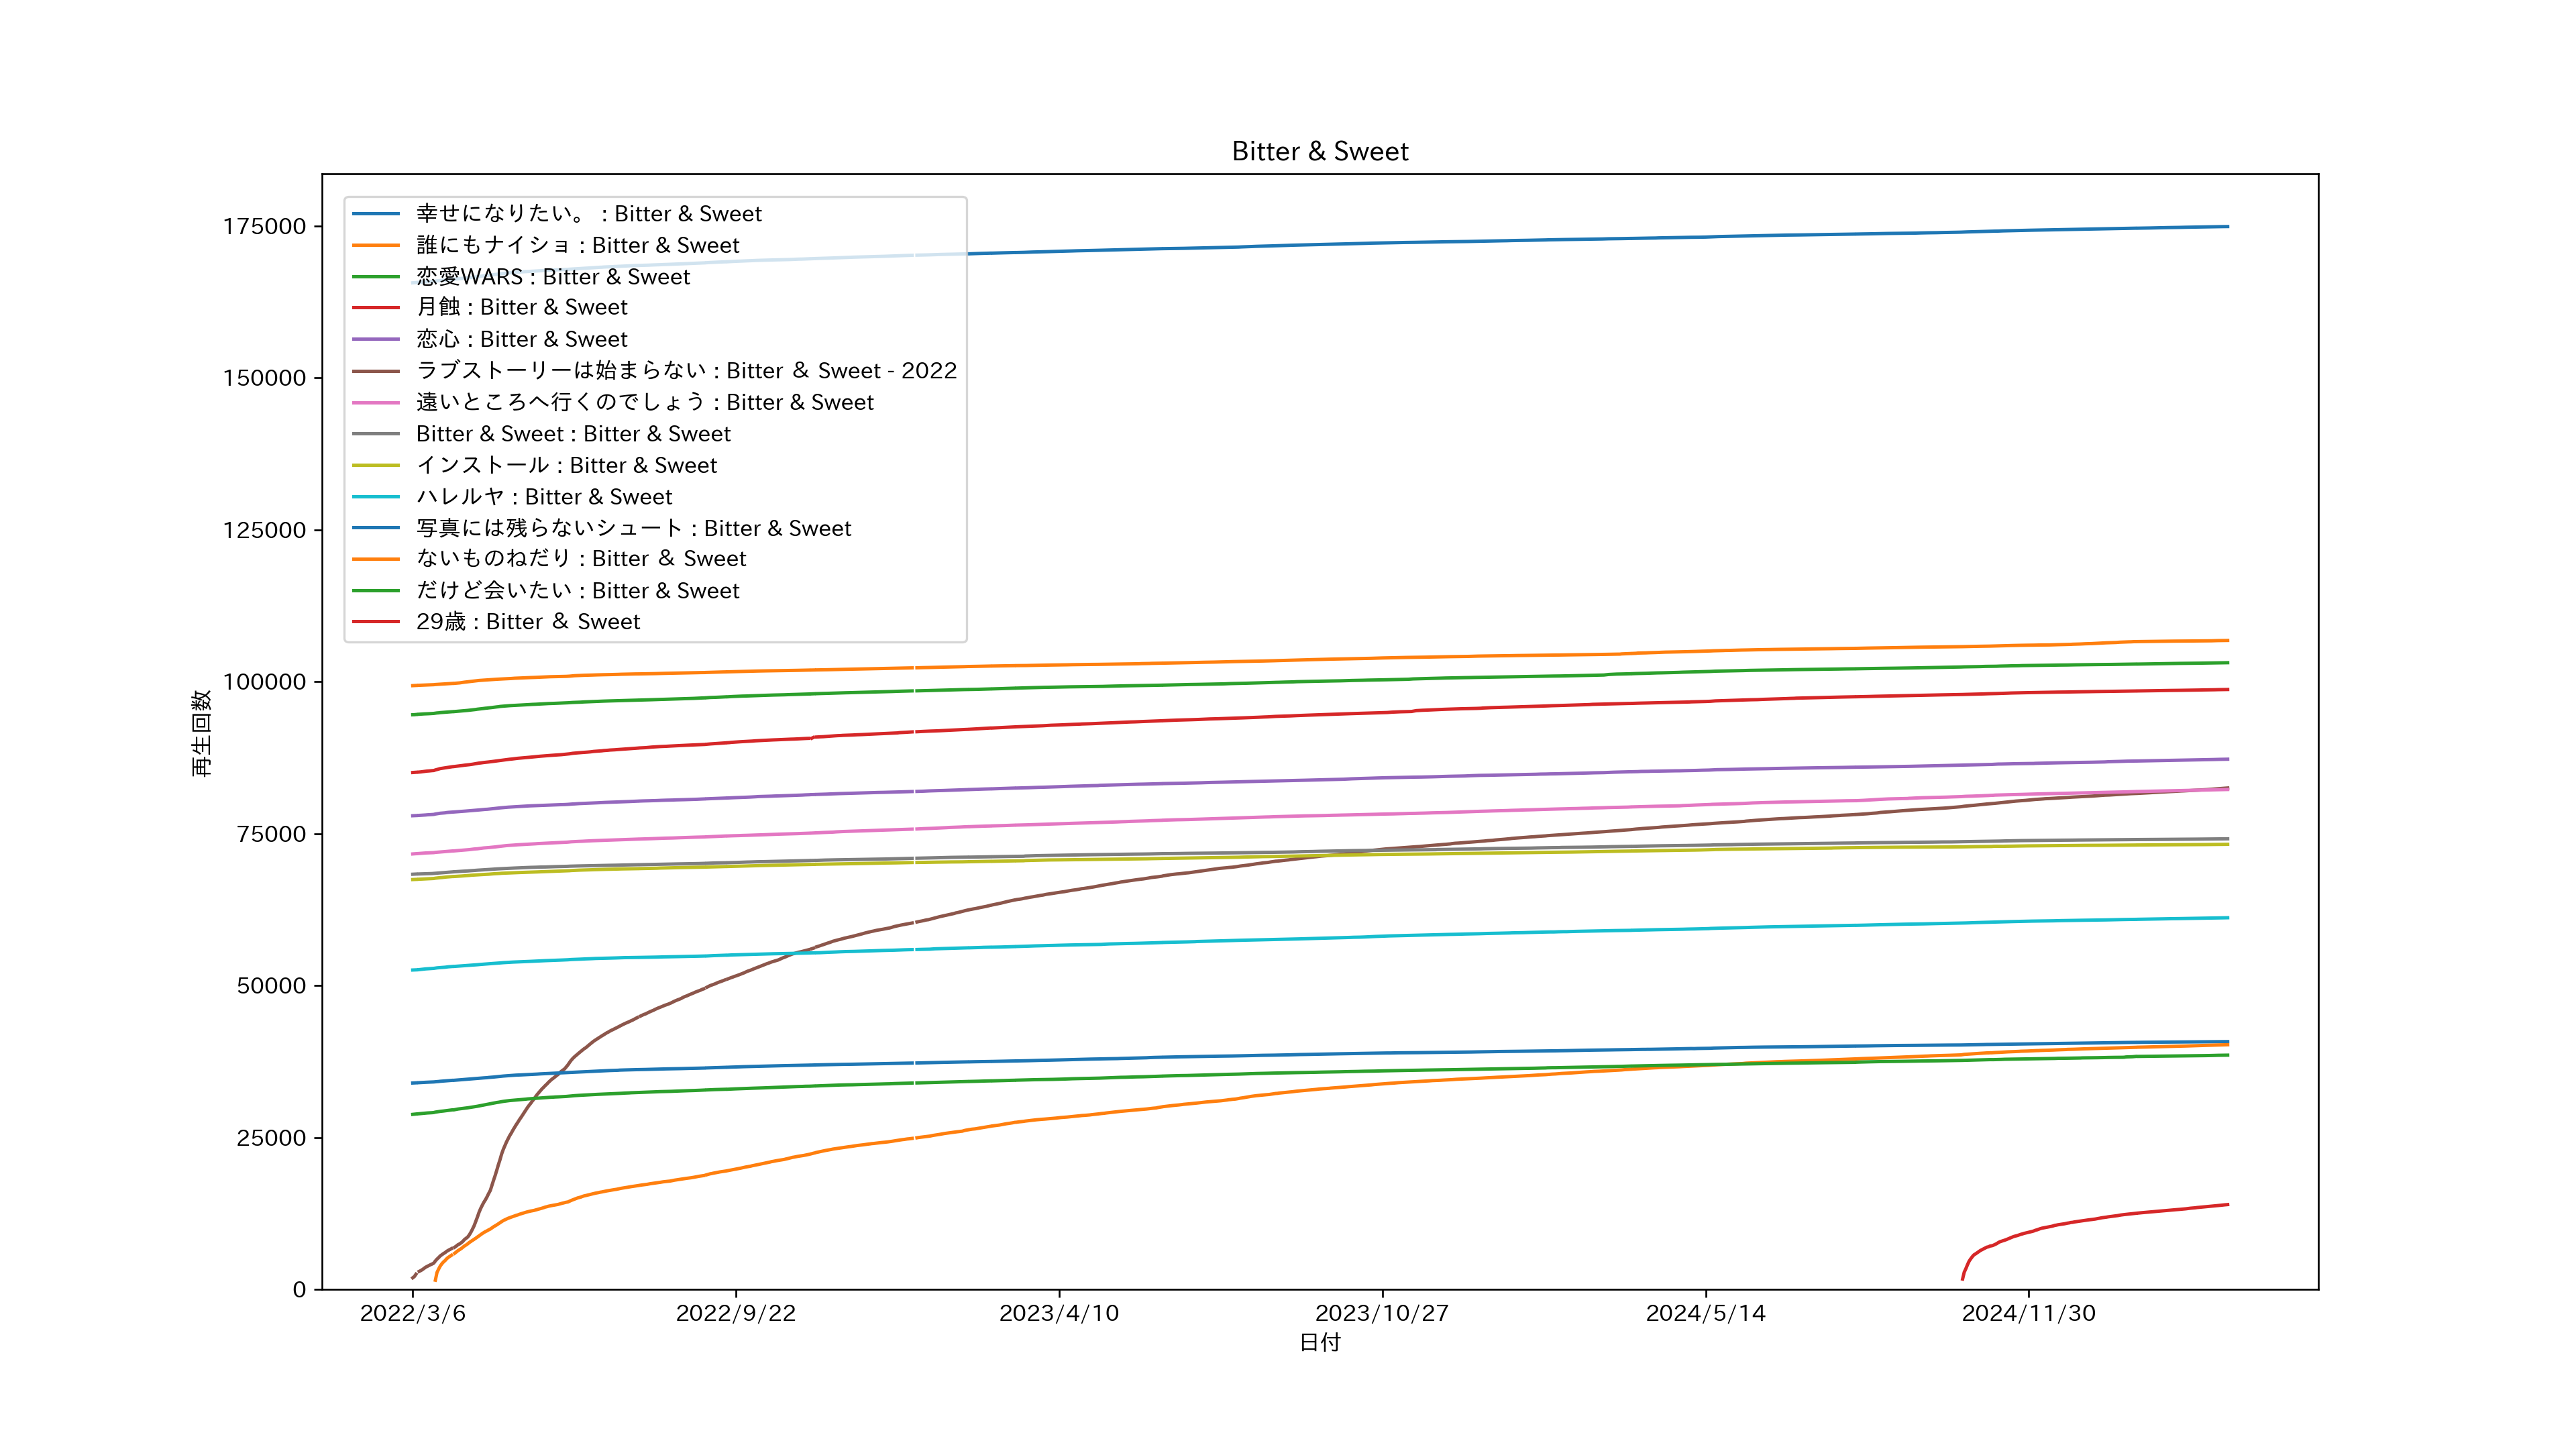 Bitter & Sweet
175000
150000
125000
100000
75000
50000
25000
0
再生回数
幸せになりたい。 : Bitter & Sweet
誰にもナイショ : Bitter & Sweet
恋愛WARS : Bitter & Sweet
月蝕 : Bitter & Sweet
恋心 : Bitter & Sweet
ラブストーリーは始まらない : Bitter ＆ Sweet - 2022
遠いところへ行くのでしょう : Bitter & Sweet
Bitter & Sweet : Bitter & Sweet
インストール : Bitter & Sweet
ハレルヤ : Bitter & Sweet
写真には残らないシュート : Bitter & Sweet
ないものねだり : Bitter ＆ Sweet
だけど会いたい : Bitter & Sweet
29歳 : Bitter ＆ Sweet
2022/3/6 2022/9/22 2023/4/10 2023/10/27 2024/5/14 2024/11/30
日付